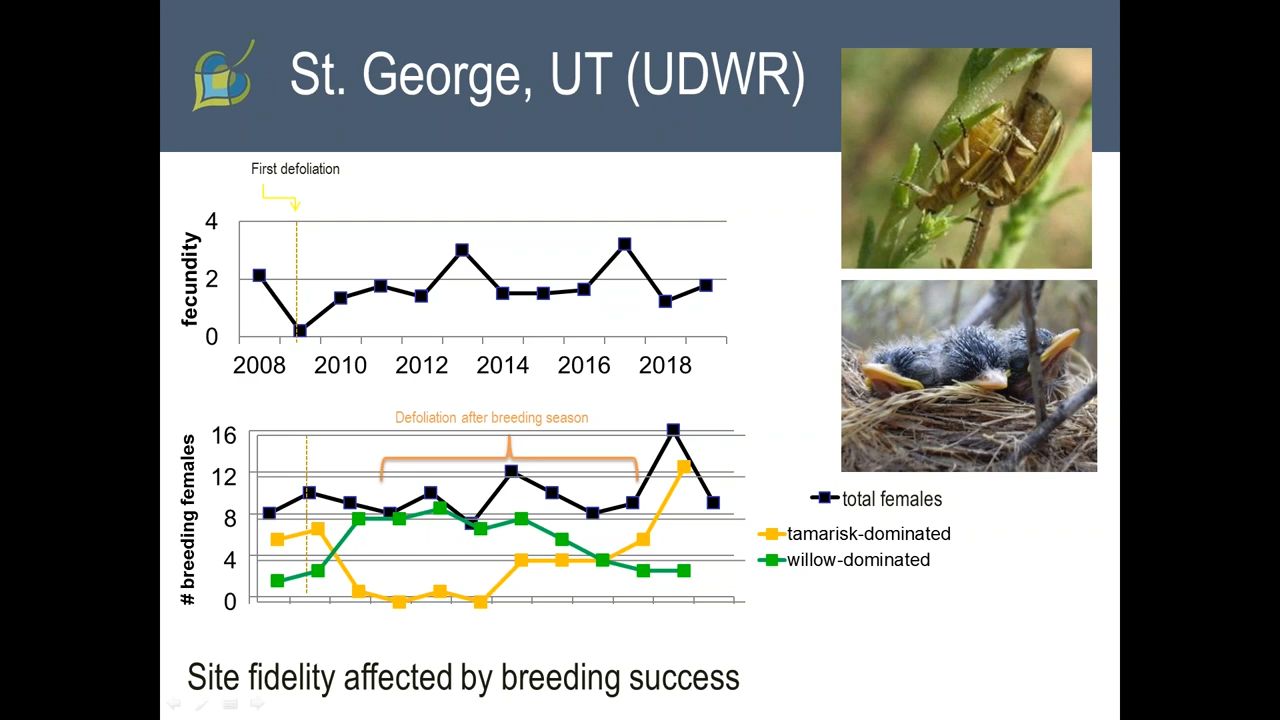 St. George, UT (UDWR)
First defoliation
fecundity
4
2
0
2008 2010 2012 2014 2016 2018
Defoliation after breeding season
# breeding females
16
12
8
4
0
total females
tamarisk-dominated
willow-dominated
Site fidelity affected by breeding success